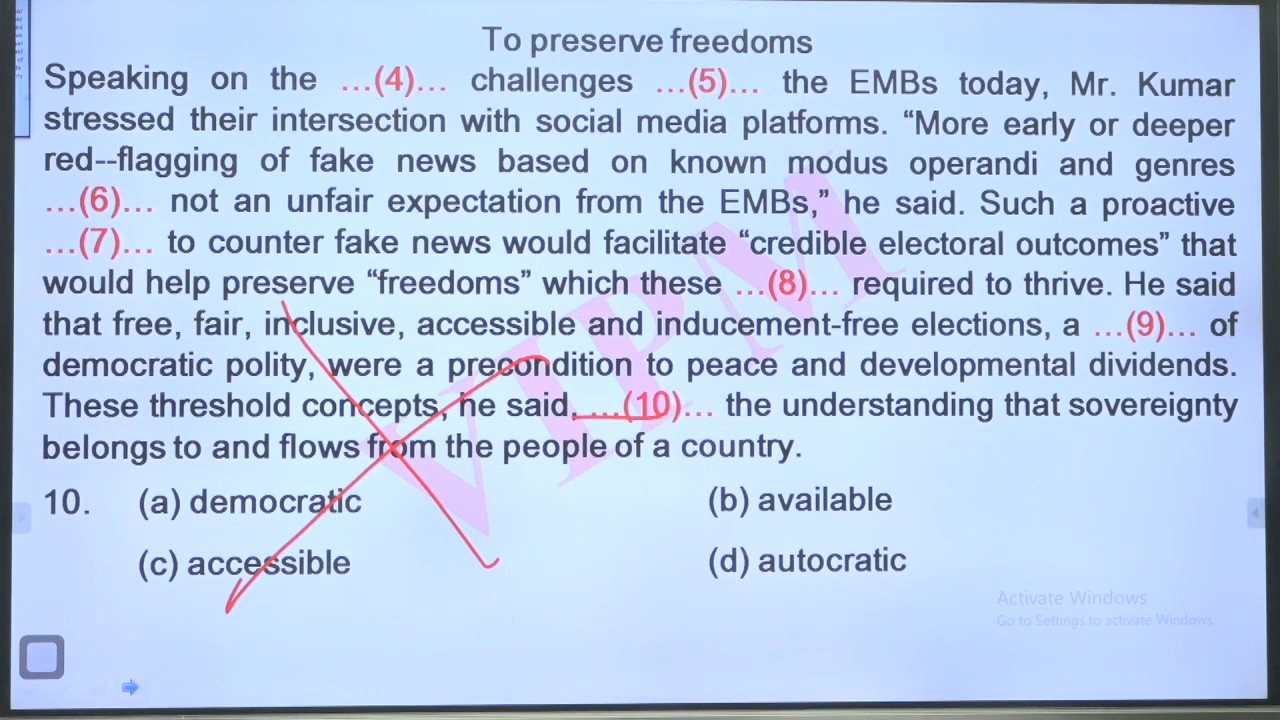 To preserve freedoms
Speaking on the ...(4)... challenges ...(5)... the EMBs today, Mr. Kumar
stressed their intersection with social media platforms. “More early or deeper
red--flagging of fake news based on known modus operandi and genres
...(6)... not an unfair expectation from the EMBs,” he said. Such a proactive
...(7)... to counter fake news would facilitate “credible electoral outcomes” that
would help preserve “freedoms” which these ...(8)... required to thrive. He said
that free, fair, inclusive, accessible and inducement-free elections, a ...(9)... of
democratic polity, were a precondition to peace and developmental dividends.
These threshold concepts, he said, ...(10)... the understanding that sovereignty
belongs to and flows from the people of a country.
10. (a) democratic (b) available
(c) accessible (d) autocratic
VIPM
Activate Windows
Go to Settings to activate Windows.